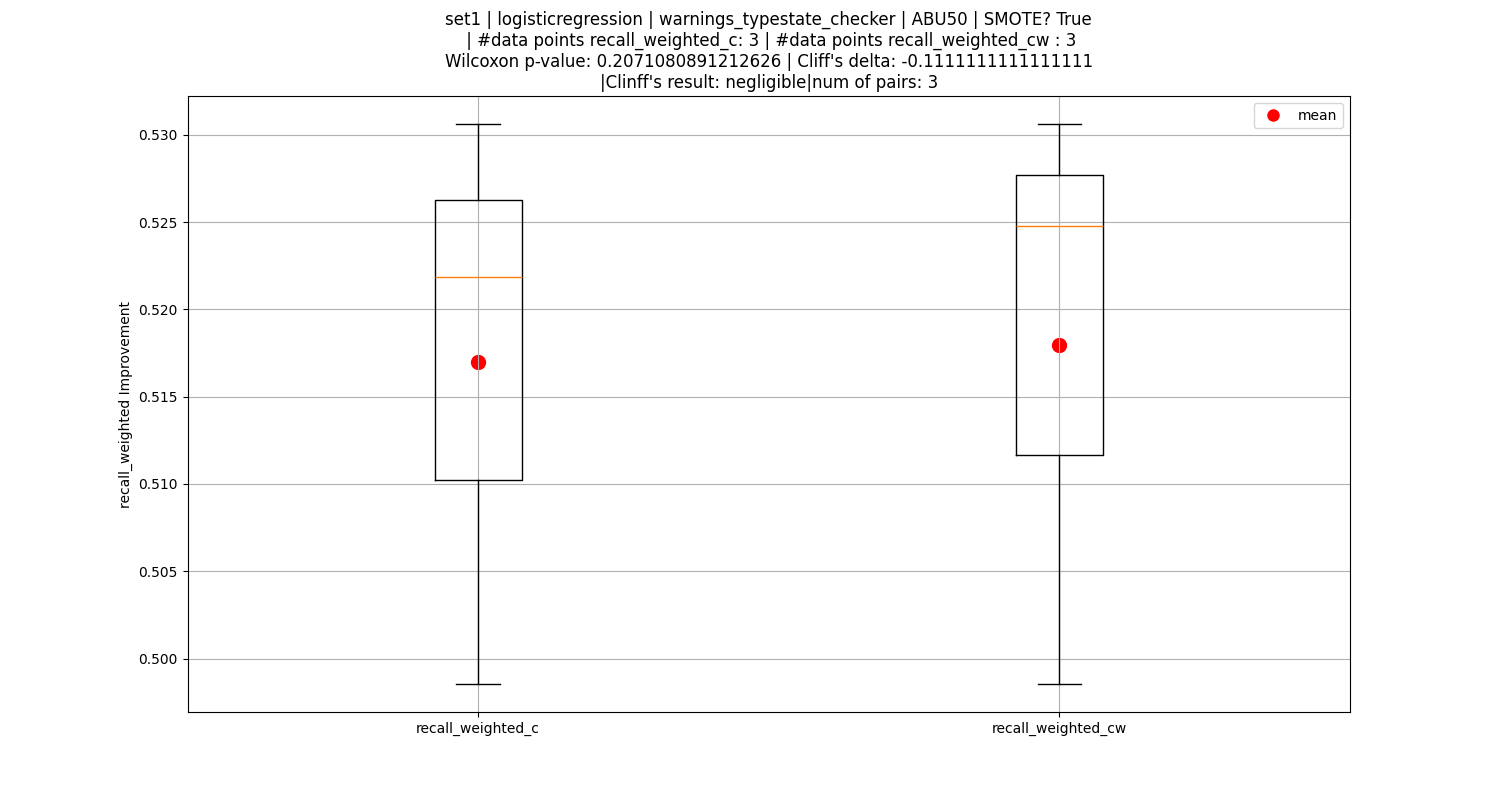 set1 | logisticregression | warnings_typestate_checker | ABU50 | SMOTE? True
| #data points recall_weighted_c: 3 | #data points recall_weighted_cw : 3
Wilcoxon p-value: 0.2071080891212626 | Cliff's delta: -0.1111111111111111
|Clinff's result: negligible|num of pairs: 3
mean
0.530
0.525
0.520
0.515
0.510
0.505
0.500
recall_weighted Improvement
recall_weighted_c
recall_weighted_cw